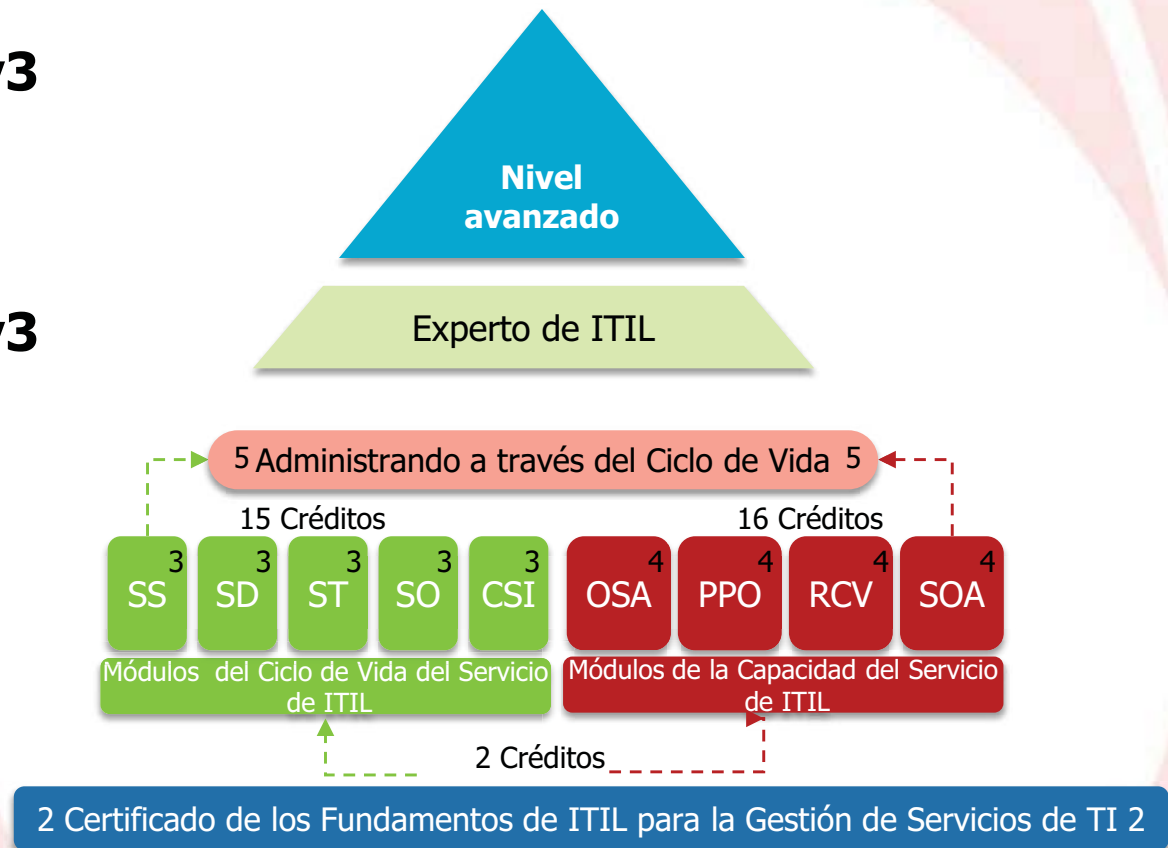 v3
Nivel
avanzado
v3
Experto de ITIL
5 Administrando a través del Ciclo de Vida 5
15 Créditos
16 Créditos
3 3 3 3 3 4 4 4 4
SS SD ST SO CSI OSA PPO RCV SOA
Módulos del Ciclo de Vida del Servicio
de ITIL
Módulos de la Capacidad del Servicio
de ITIL
2 Créditos
2 Certificado de los Fundamentos de ITIL para la Gestión de Servicios de TI 2